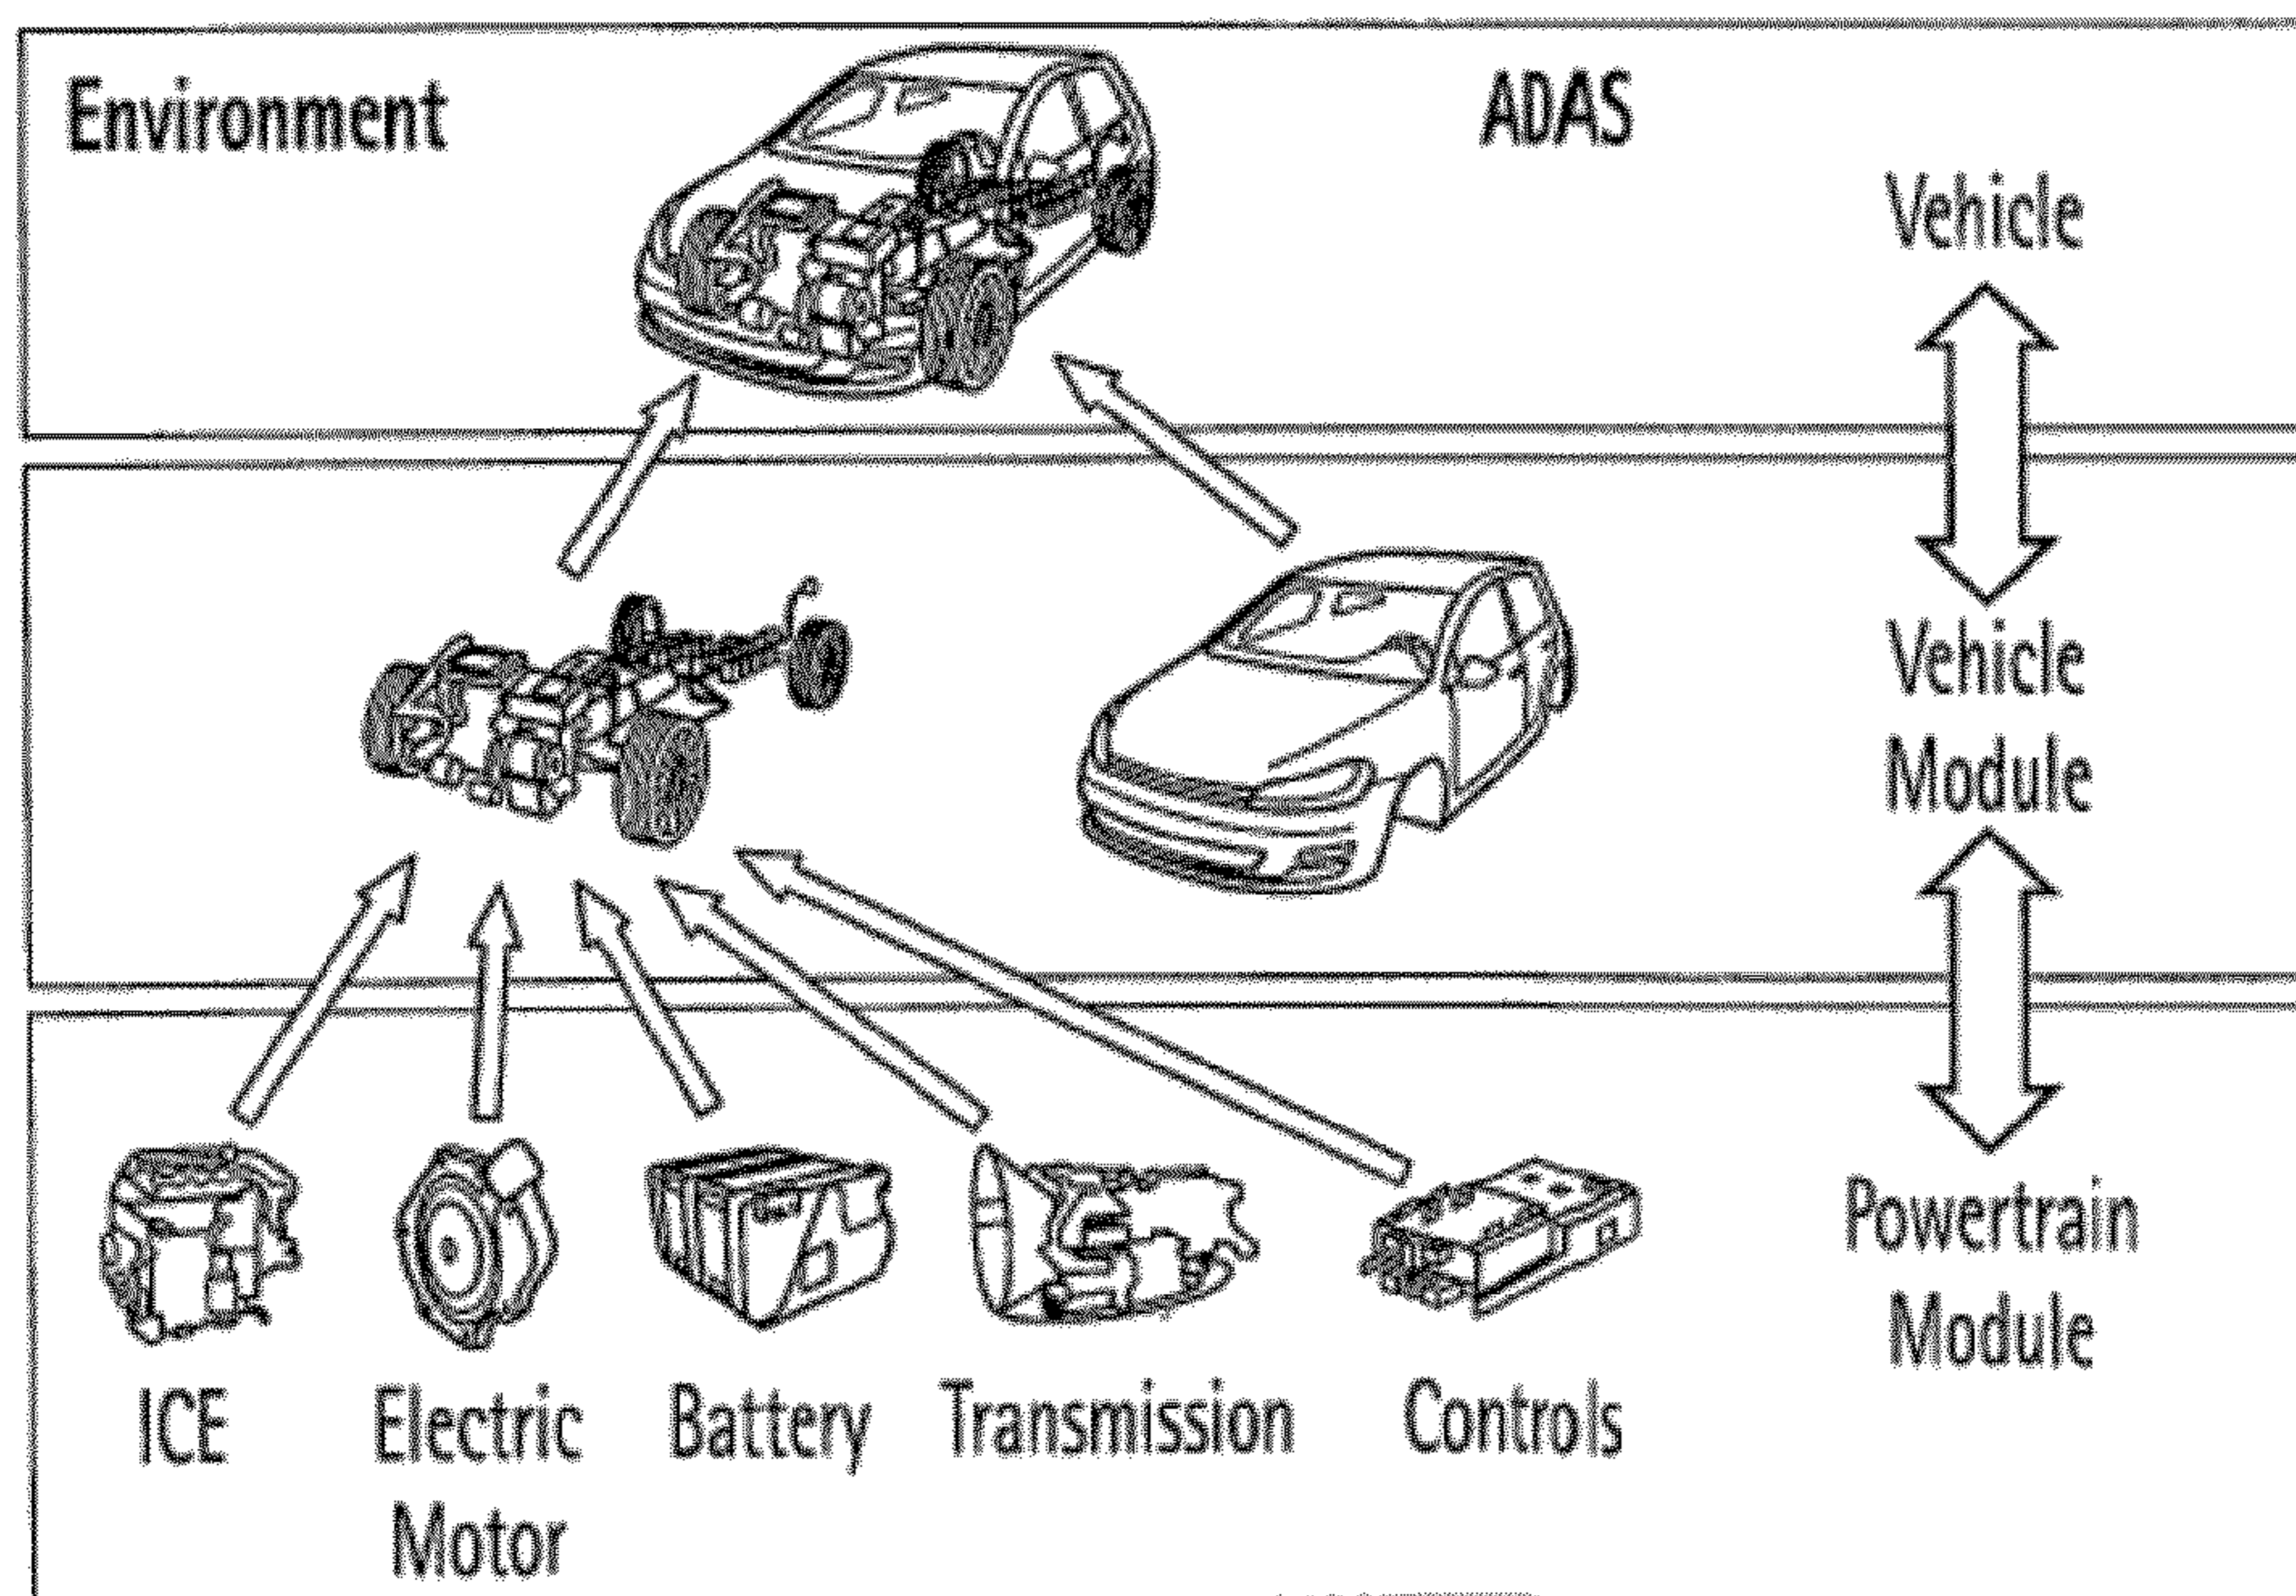 Environment
ADAS
Vehicle
Vehicle
Module
ICE
Electric
Motor
Battery
Transmission
Controls
Powertrain
Module